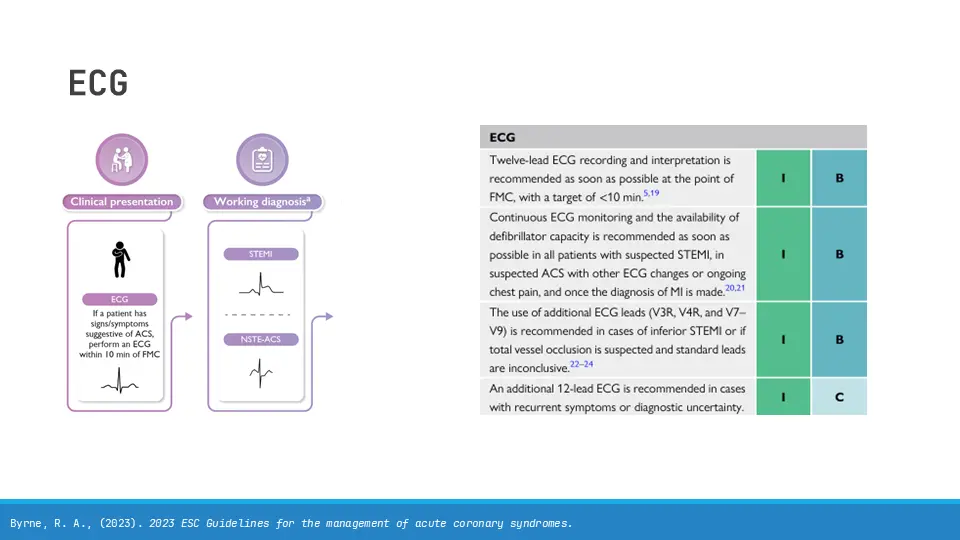 ECG
Clinical presentation
ECG
If a patient has
signs/symptoms
suggestive of ACS,
perform an ECG
within 10 min of FMC
Working diagnosisᵃ
STEMI
NSTE-ACS
ECG
Twelve-lead ECG recording and interpretation is
recommended as soon as possible at the point of
FMC, with a target of <10 min.5,19
I
B
Continuous ECG monitoring and the availability of
defibrillator capacity is recommended as soon as
possible in all patients with suspected STEMI, in
suspected ACS with other ECG changes or ongoing
chest pain, and once the diagnosis of MI is made.20,21
I
B
The use of additional ECG leads (V3R, V4R, and V7–
V9) is recommended in cases of inferior STEMI or if
total vessel occlusion is suspected and standard leads
are inconclusive.22–24
I
B
An additional 12-lead ECG is recommended in cases
with recurrent symptoms or diagnostic uncertainty.
I
C
Byrne, R. A., (2023). 2023 ESC Guidelines for the management of acute coronary syndromes.